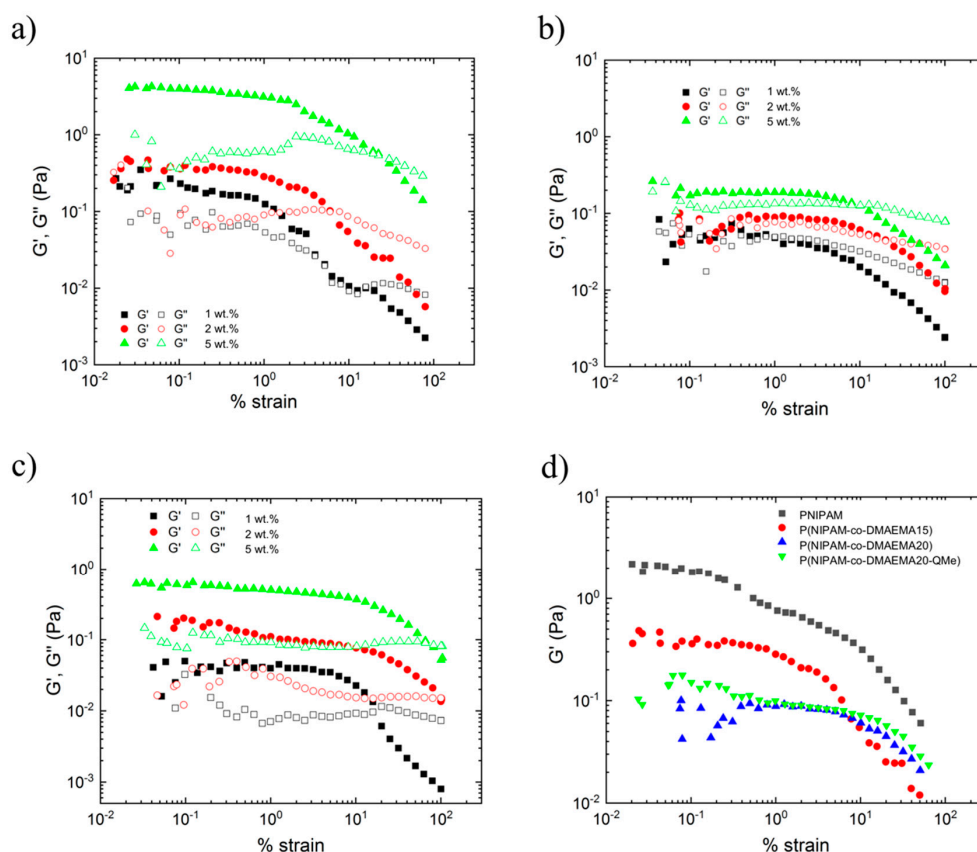 a)
10^1
10^0
10^-1
10^-2
10^-3
G', G'' (Pa)
G' G'' 1 wt.%
G' G'' 2 wt.%
G' G'' 5 wt.%
10^-2 10^-1 10^0 10^1 10^2
% strain
b)
10^1
10^0
10^-1
10^-2
10^-3
G', G'' (Pa)
G' G'' 1 wt.%
G' G'' 2 wt.%
G' G'' 5 wt.%
10^-2 10^-1 10^0 10^1 10^2
% strain
c)
10^1
10^0
10^-1
10^-2
10^-3
G', G'' (Pa)
G' G'' 1 wt.%
G' G'' 2 wt.%
G' G'' 5 wt.%
10^-2 10^-1 10^0 10^1 10^2
% strain
d)
10^1
10^0
10^-1
10^-2
G' (Pa)
PNIPAM
P(NIPAM-co-DMAEMA15)
P(NIPAM-co-DMAEMA20)
P(NIPAM-co-DMAEMA20-QMe)
10^-2 10^-1 10^0 10^1 10^2
% strain